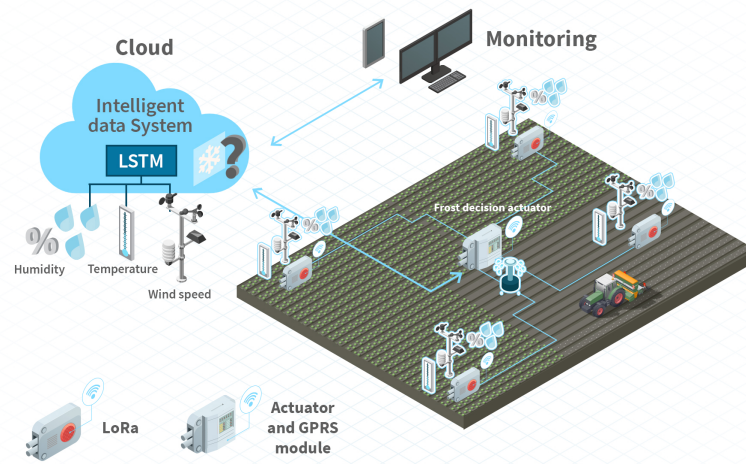 Cloud
Monitoring
Intelligent
data System
LSTM
?
%
Humidity
Temperature
Wind speed
%
%
%
%
Frost decision actuator
LoRa
Actuator
and GPRS
module